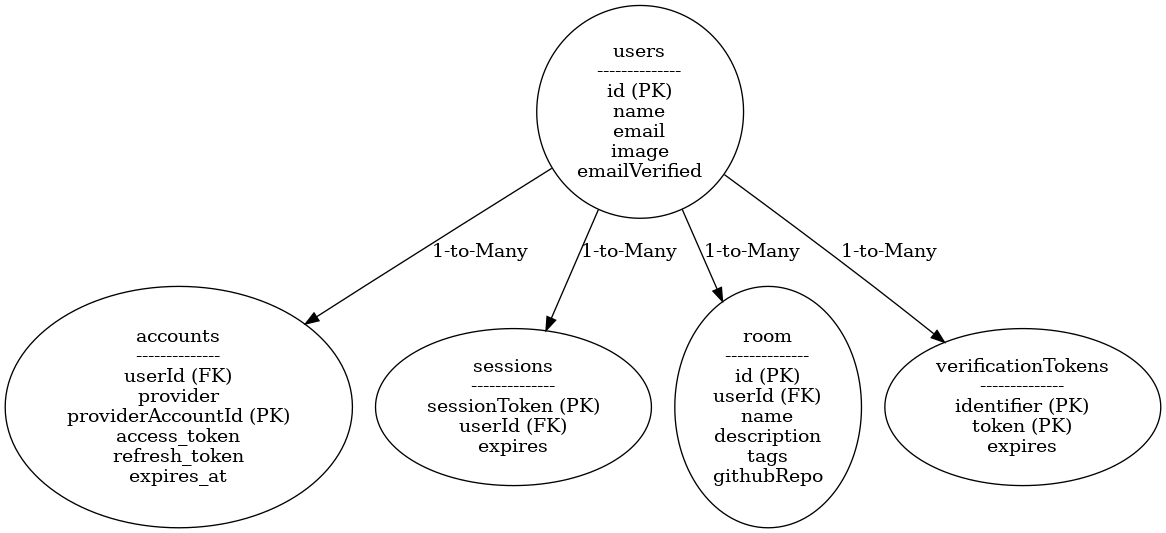 users
--------------
id (PK)
name
email
image
emailVerified
1-to-Many
1-to-Many
1-to-Many
1-to-Many
accounts
--------------
userId (FK)
provider
providerAccountId (PK)
access_token
refresh_token
expires_at
sessions
--------------
sessionToken (PK)
userId (FK)
expires
room
--------------
id (PK)
userId (FK)
name
description
tags
githubRepo
verificationTokens
--------------
identifier (PK)
token (PK)
expires